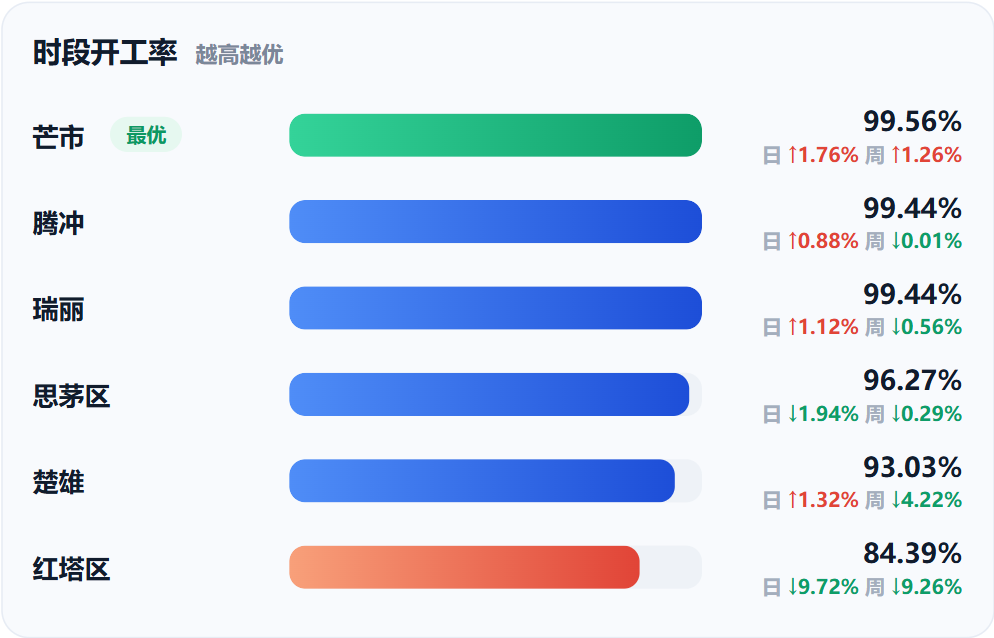 时段开工率 越高越优
芒市 最优 99.56%
日 ↑1.76% 周 ↑1.26%
腾冲 99.44%
日 ↑0.88% 周 ↓0.01%
瑞丽 99.44%
日 ↑1.12% 周 ↓0.56%
思茅区 96.27%
日 ↓1.94% 周 ↓0.29%
楚雄 93.03%
日 ↑1.32% 周 ↓4.22%
红塔区 84.39%
日 ↓9.72% 周 ↓9.26%